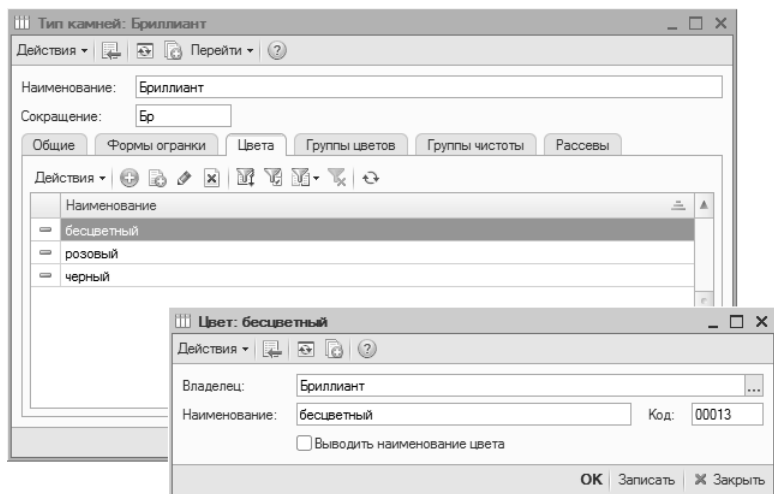 Тип камней: Бриллиант
Действия Перейти
Наименование: Бриллиант
Сокращение: Бр
Общие Формы огранки Цвета Группы цветов Группы чистоты Рассевы
Действия
Наименование
бесцветный
розовый
черный
Цвет: бесцветный
Действия
Владелец: Бриллиант ...
Наименование: бесцветный Код: 00013
Выводить наименование цвета
OK Записать Закрыть